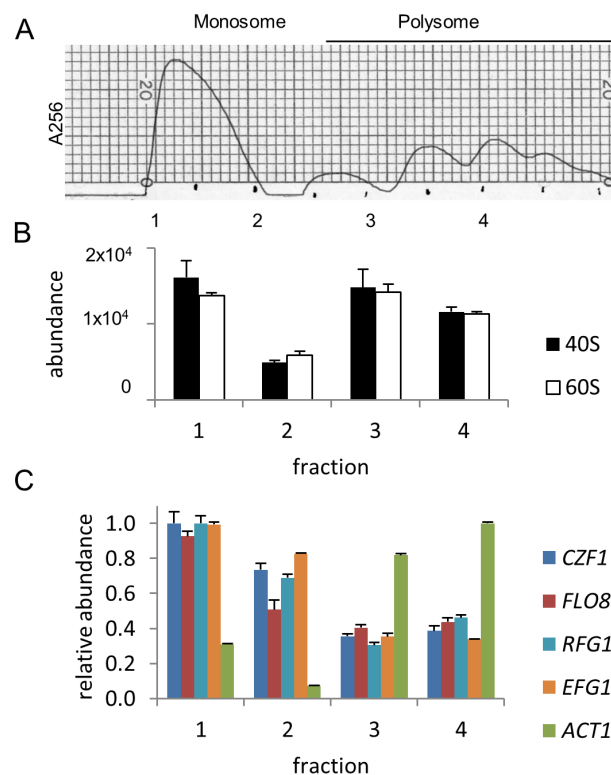 A
Monosome Polysome
A256
20
0
20
0
1 2 3 4
B
abundance
2x10⁴
1x10⁴
0
40S
60S
1 2 3 4
fraction
C
relative abundance
1.0
0.8
0.6
0.4
0.2
0.0
CZF1
FLO8
RFG1
EFG1
ACT1
1 2 3 4
fraction